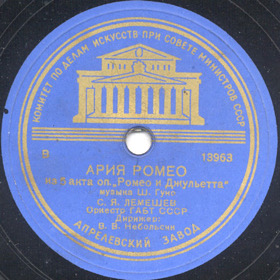 КОМИТЕТ ПО ДЕЛАМ ИСКУССТВ ПРИ СОВЕТЕ МИНИСТРОВ СССР
В 13963
АРИЯ РОМЕО
из 5 акта оп. „Ромео и Джульетта“
музыка Ш. Гуно
С. Я. ЛЕМЕШЕВ
Оркестр ГАБТ СССР
Дирижер:
В. В. Небольсин
АПРЕЛЕВСКИЙ ЗАВОД